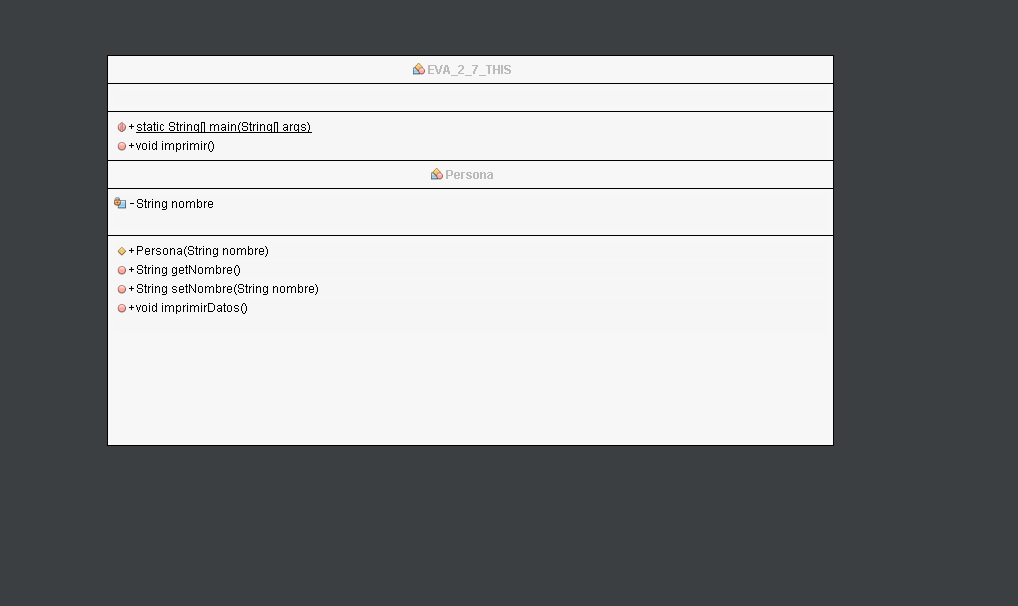 EVA_2_7_THIS
+static String[] main(String[] args)
+void imprimir()
Persona
-String nombre
+Persona(String nombre)
+String getNombre()
+String setNombre(String nombre)
+void imprimirDatos()